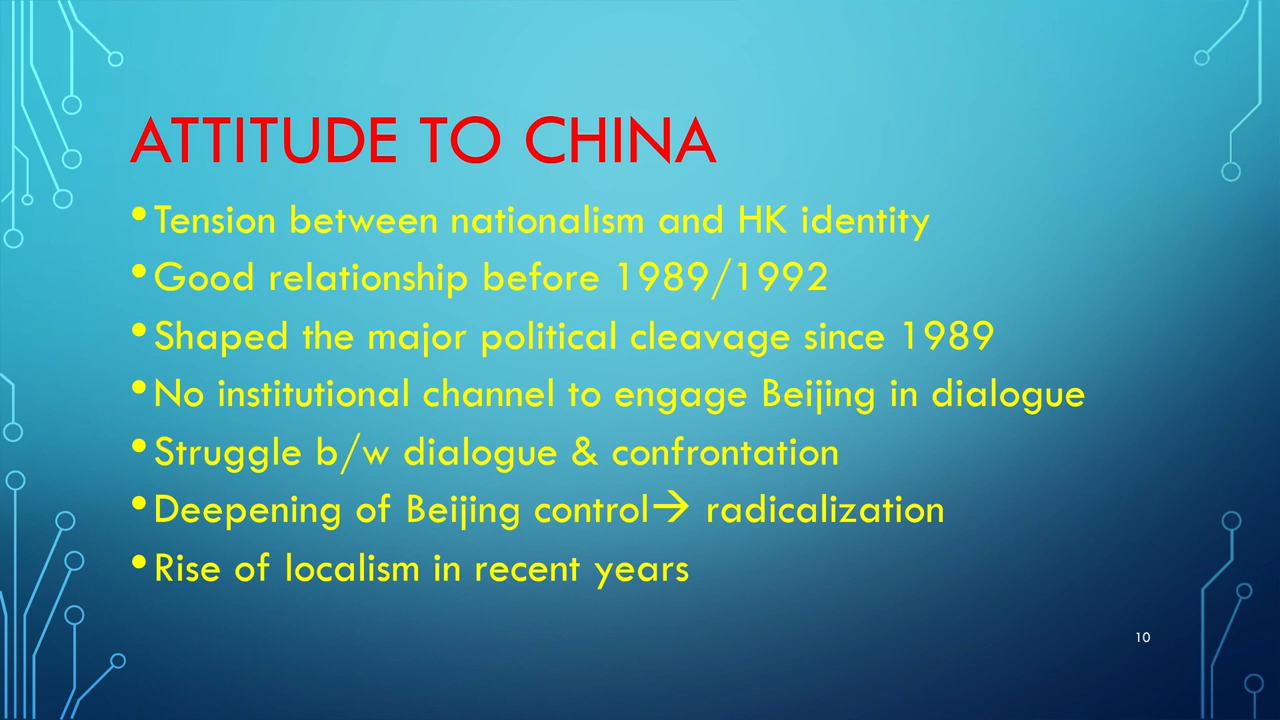 ATTITUDE TO CHINA
• Tension between nationalism and HK identity
• Good relationship before 1989/1992
• Shaped the major political cleavage since 1989
• No institutional channel to engage Beijing in dialogue
• Struggle b/w dialogue & confrontation
• Deepening of Beijing control→ radicalization
• Rise of localism in recent years
10